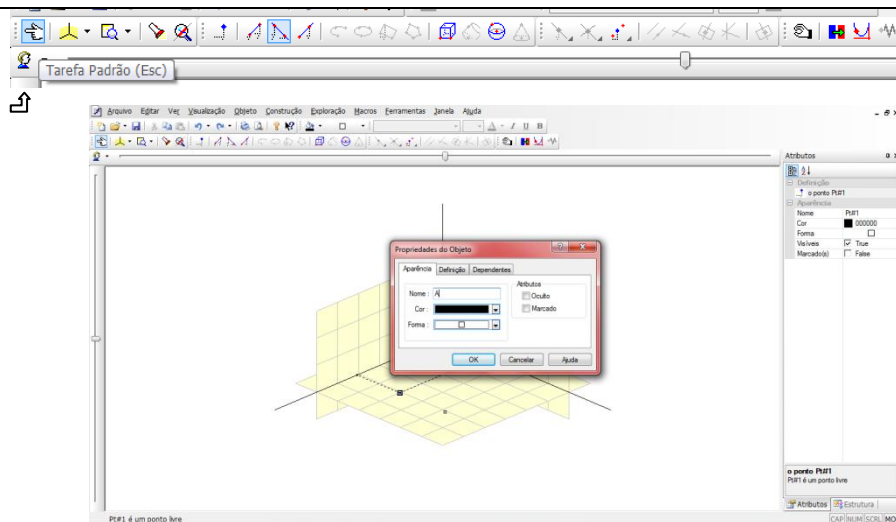 Tarefa Padrão (Esc)
Arquivo Editar Ver Visualização Objeto Construção Exploração Macros Ferramentas Janela Ajuda
I U B
Atributos
Definição
o ponto Pt#1
Aparência
Nome Pt#1
Cor 000000
Forma
Visíveis True
Marcado(s) False
Propriedades do Objeto
Aparência Definição Dependentes
Nome : A
Cor :
Forma :
Atributos
Oculto
Marcado
OK Cancelar Ajuda
o ponto Pt#1
Pt#1 é um ponto livre
Atributos Estrutura
Pt#1 é um ponto livre
CAP NUM SCRL MO